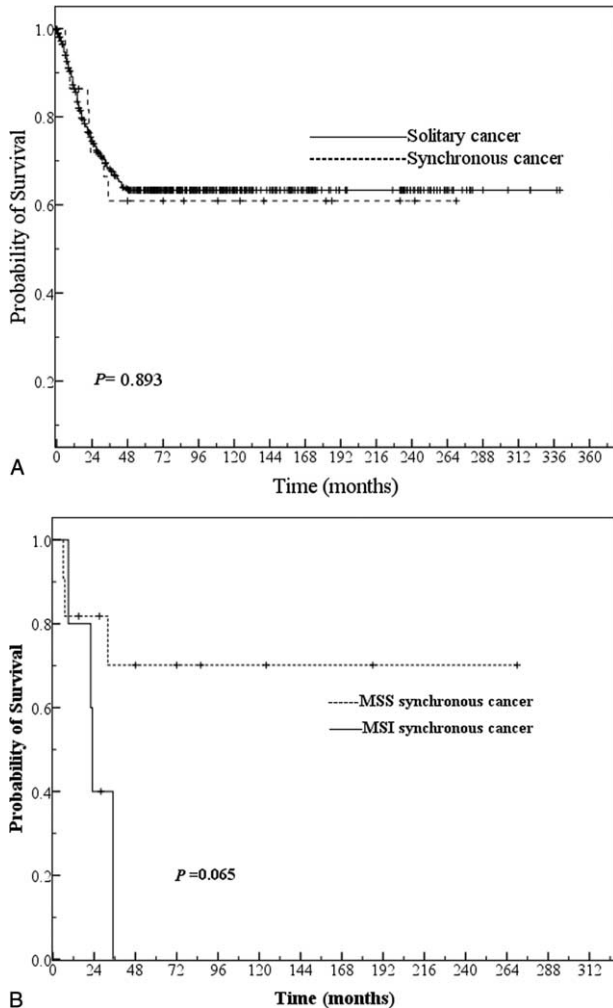 1.0
0.8
0.6
0.4
0.2
Probability of Survival
Solitary cancer
Synchronous cancer
P= 0.893
0 24 48 72 96 120 144 168 192 216 240 264 288 312 336 360
Time (months)
A
1.0
0.8
0.6
0.4
0.2
0.0
Probability of Survival
MSS synchronous cancer
MSI synchronous cancer
P =0.065
0 24 48 72 96 120 144 168 192 216 240 264 288 312
Time (months)
B